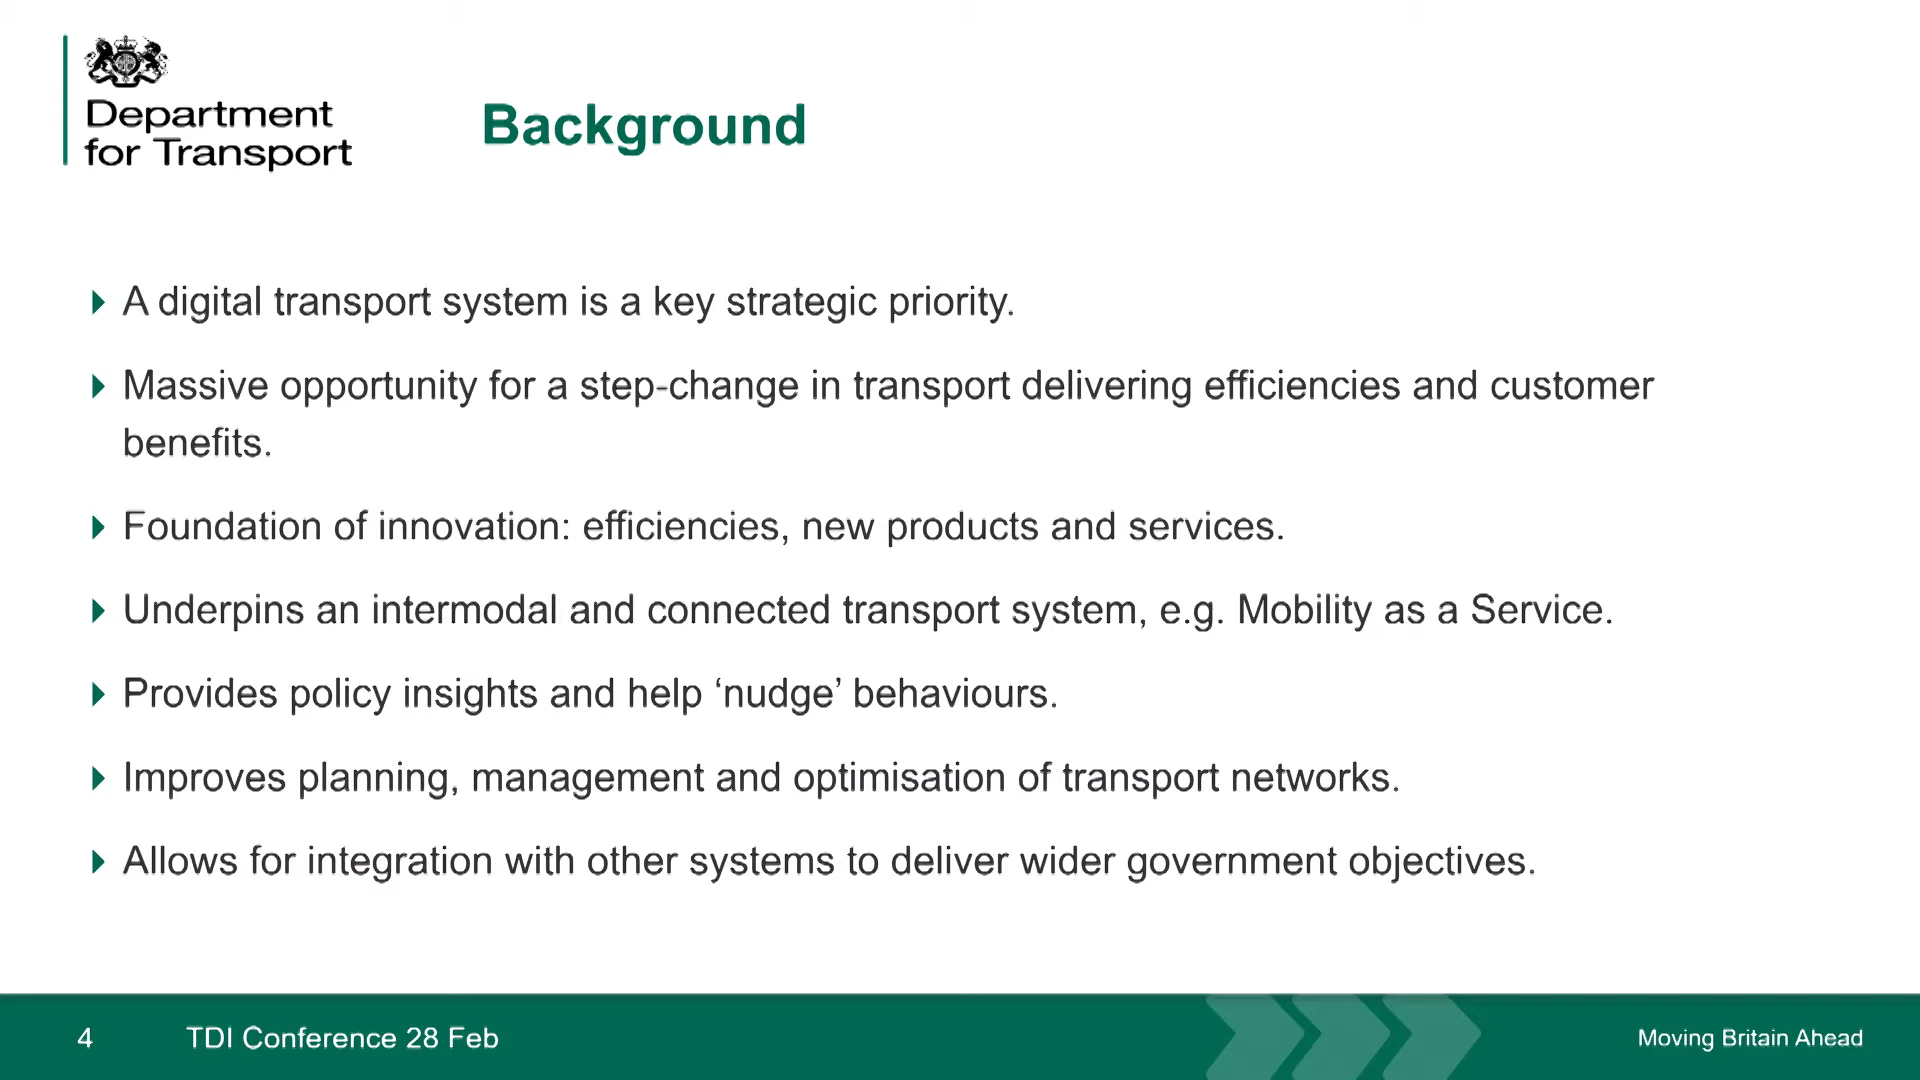 Department
for Transport
Background
A digital transport system is a key strategic priority.
Massive opportunity for a step-change in transport delivering efficiencies and customer
benefits.
Foundation of innovation: efficiencies, new products and services.
Underpins an intermodal and connected transport system, e.g. Mobility as a Service.
Provides policy insights and help ‘nudge’ behaviours.
Improves planning, management and optimisation of transport networks.
Allows for integration with other systems to deliver wider government objectives.
4
TDI Conference 28 Feb
Moving Britain Ahead